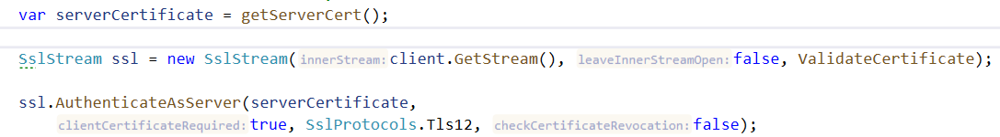 var serverCertificate = getServerCert();
SslStream ssl = new SslStream(innerStream: client.GetStream(), leaveInnerStreamOpen: false, ValidateCertificate);
ssl.AuthenticateAsServer(serverCertificate,
clientCertificateRequired: true, SslProtocols.Tls12, checkCertificateRevocation: false);